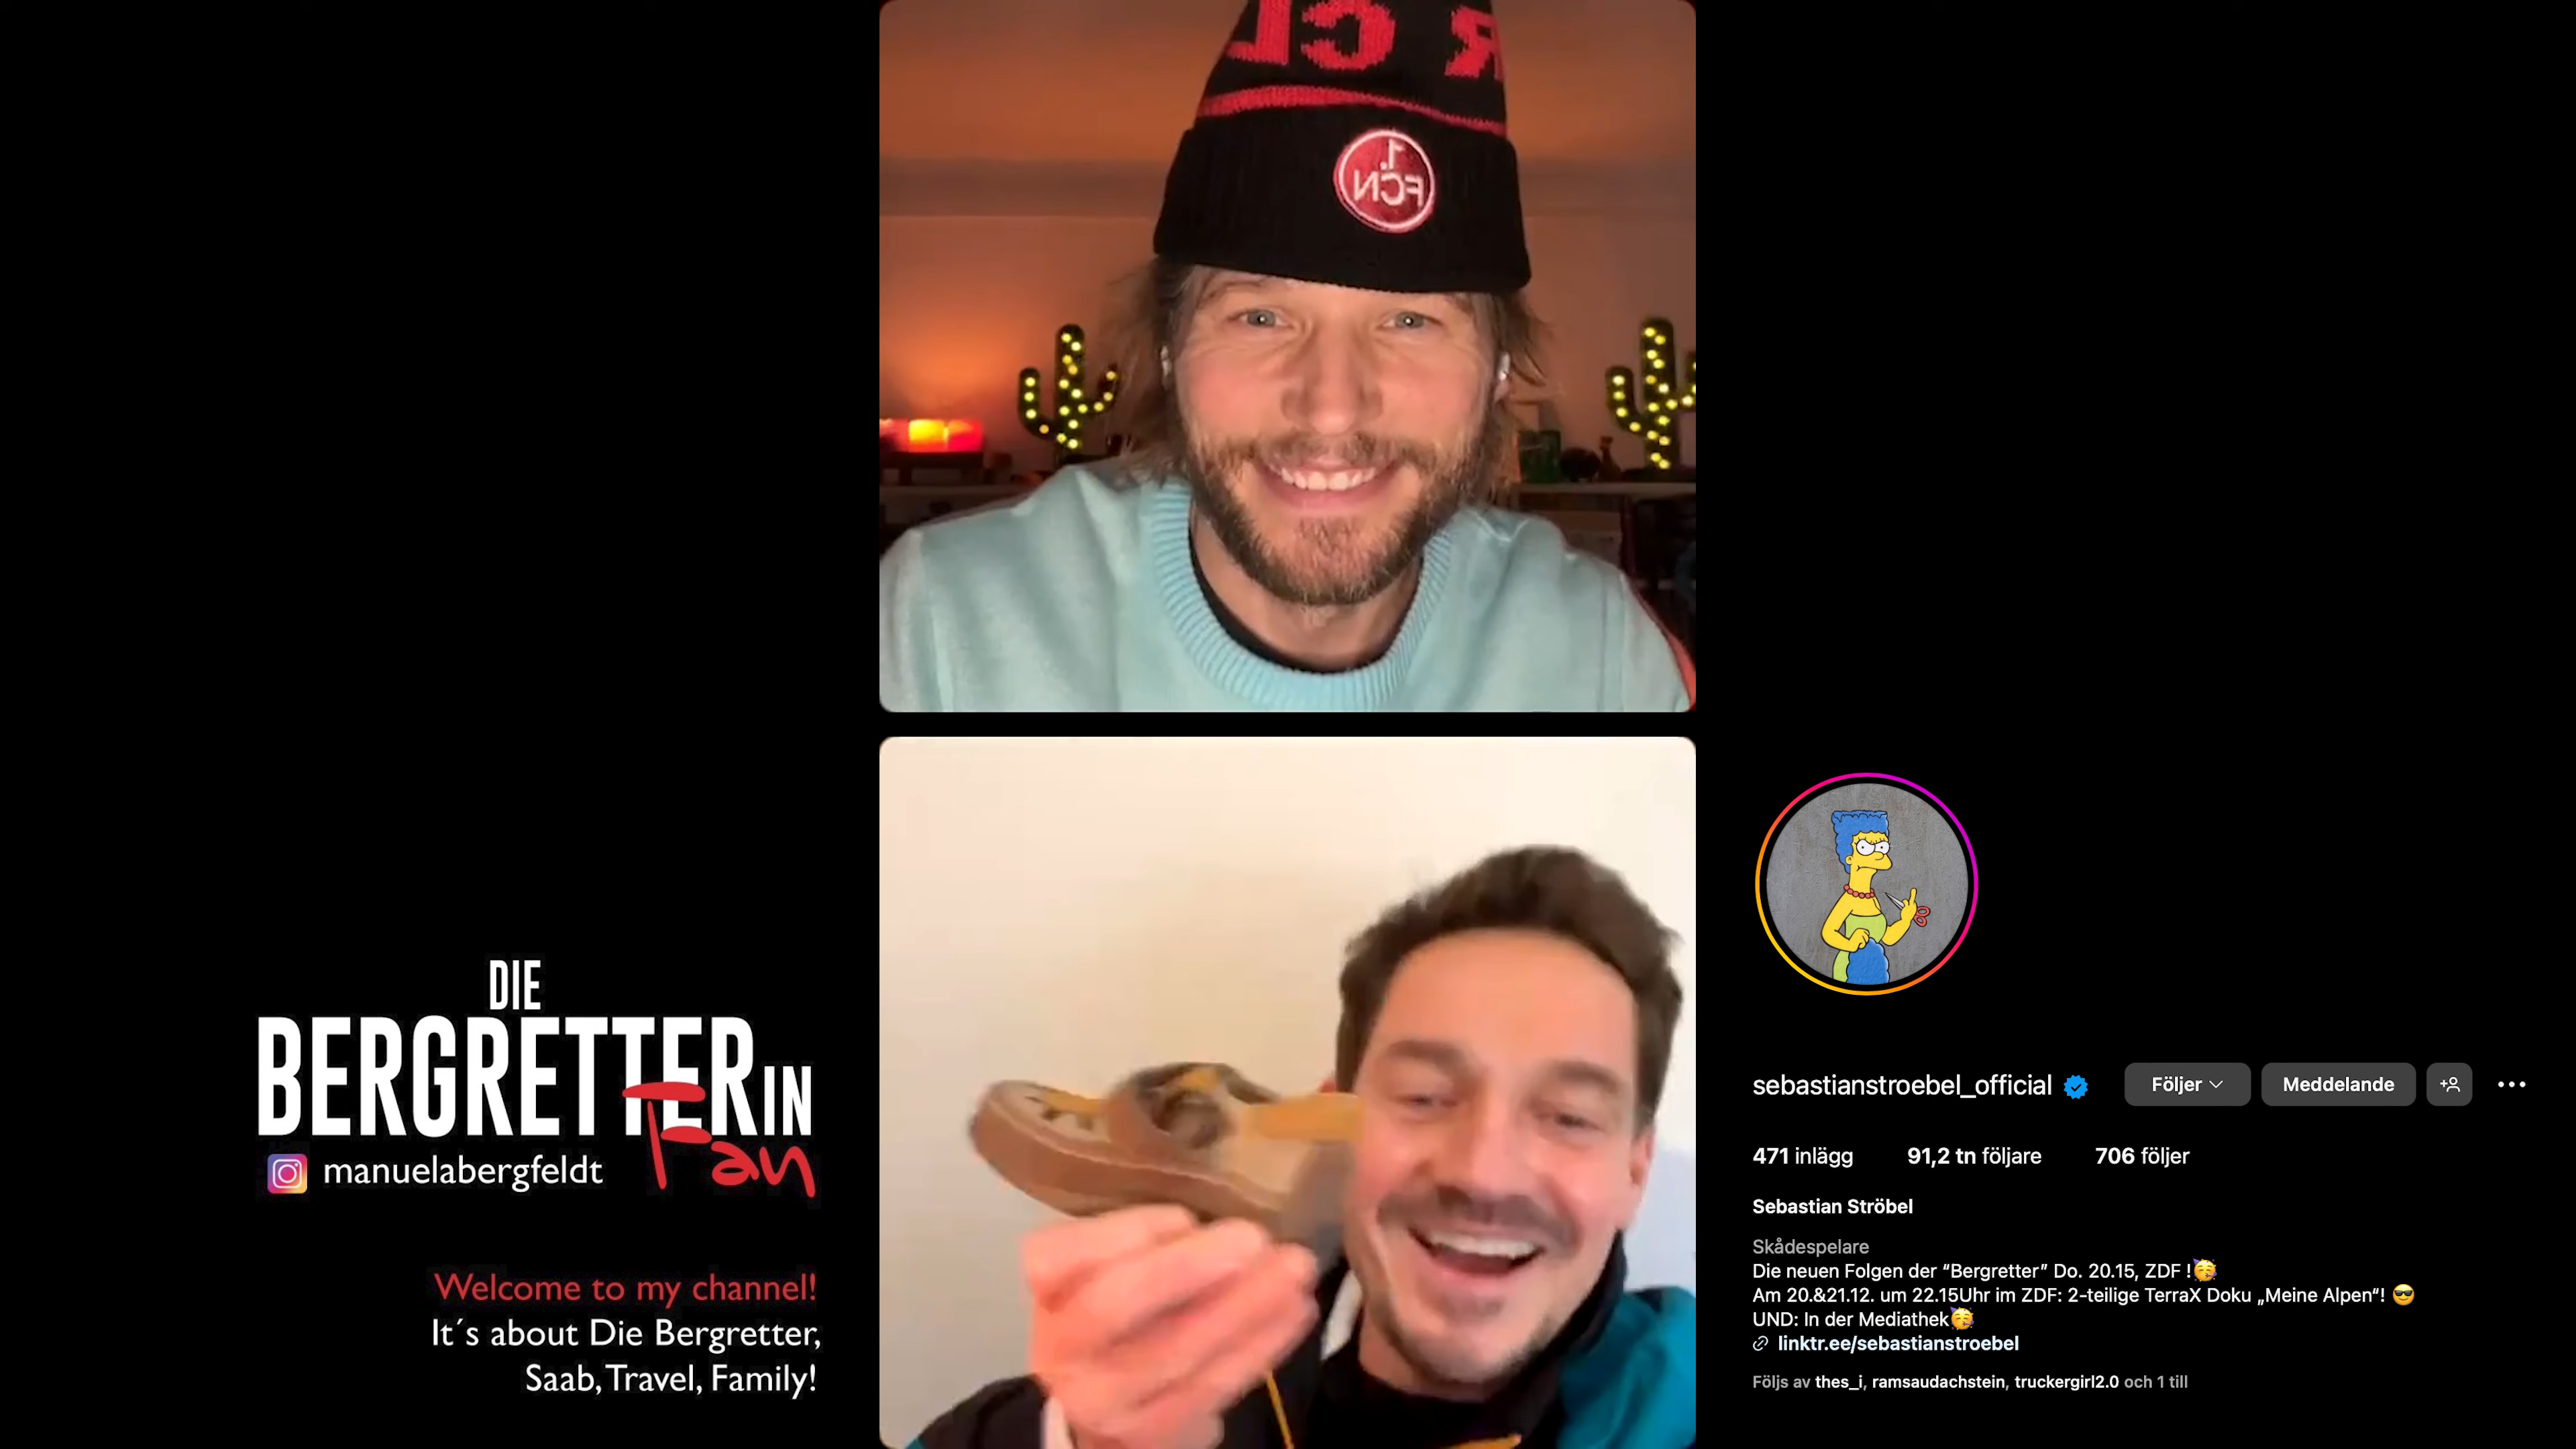 R CL
1.
FCN
DIE
BERGRETTERIN
Fan
manuelabergfeldt
Welcome to my channel!
It´s about Die Bergretter,
Saab, Travel, Family!
sebastianstroebel_official
Följer
Meddelande
471 inlägg
91,2 tn följare
706 följer
Sebastian Ströbel
Skådespelare
Die neuen Folgen der “Bergretter” Do. 20.15, ZDF !🥳
Am 20.&21.12. um 22.15Uhr im ZDF: 2-teilige TerraX Doku „Meine Alpen“! 😎
UND: In der Mediathek🥳
linktr.ee/sebastianstroebel
Följs av thes_i, ramsaudachstein, truckergirl2.0 och 1 till